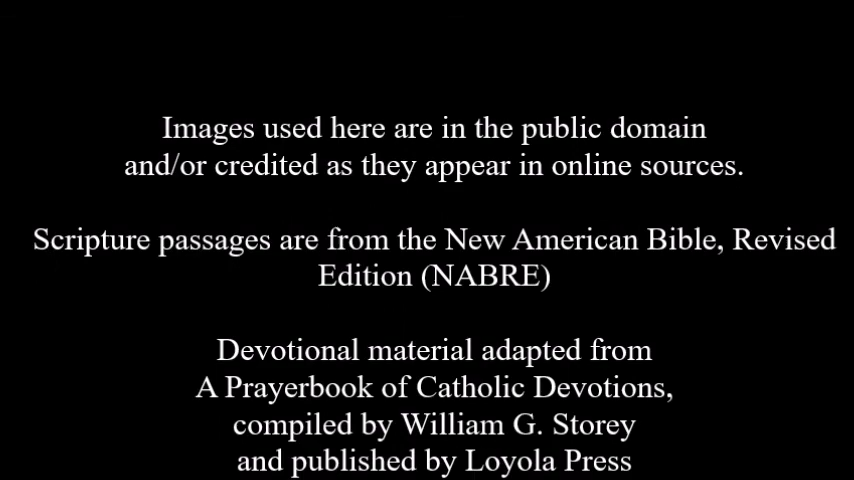 Images used here are in the public domain
and/or credited as they appear in online sources.
Scripture passages are from the New American Bible, Revised
Edition (NABRE)
Devotional material adapted from
A Prayerbook of Catholic Devotions,
compiled by William G. Storey
and published by Loyola Press